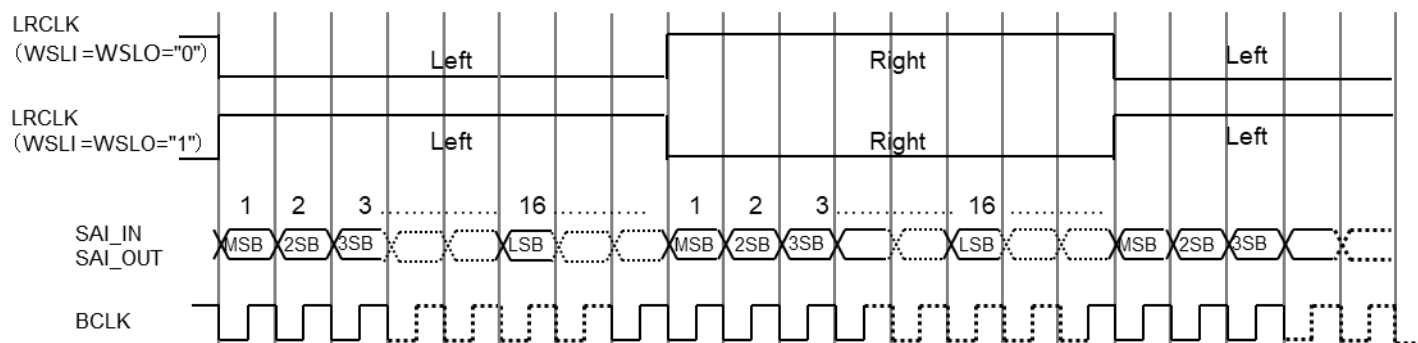 LRCLK
(WSLI=WSLO="0")
Left Right Left
LRCLK
(WSLI=WSLO="1")
Left Right Left
1 2 3 .................. 16 ............... 1 2 3 .................. 16 ...............
SAI_IN
SAI_OUT
MSB 2SB 3SB LSB MSB 2SB 3SB LSB MSB 2SB 3SB
BCLK